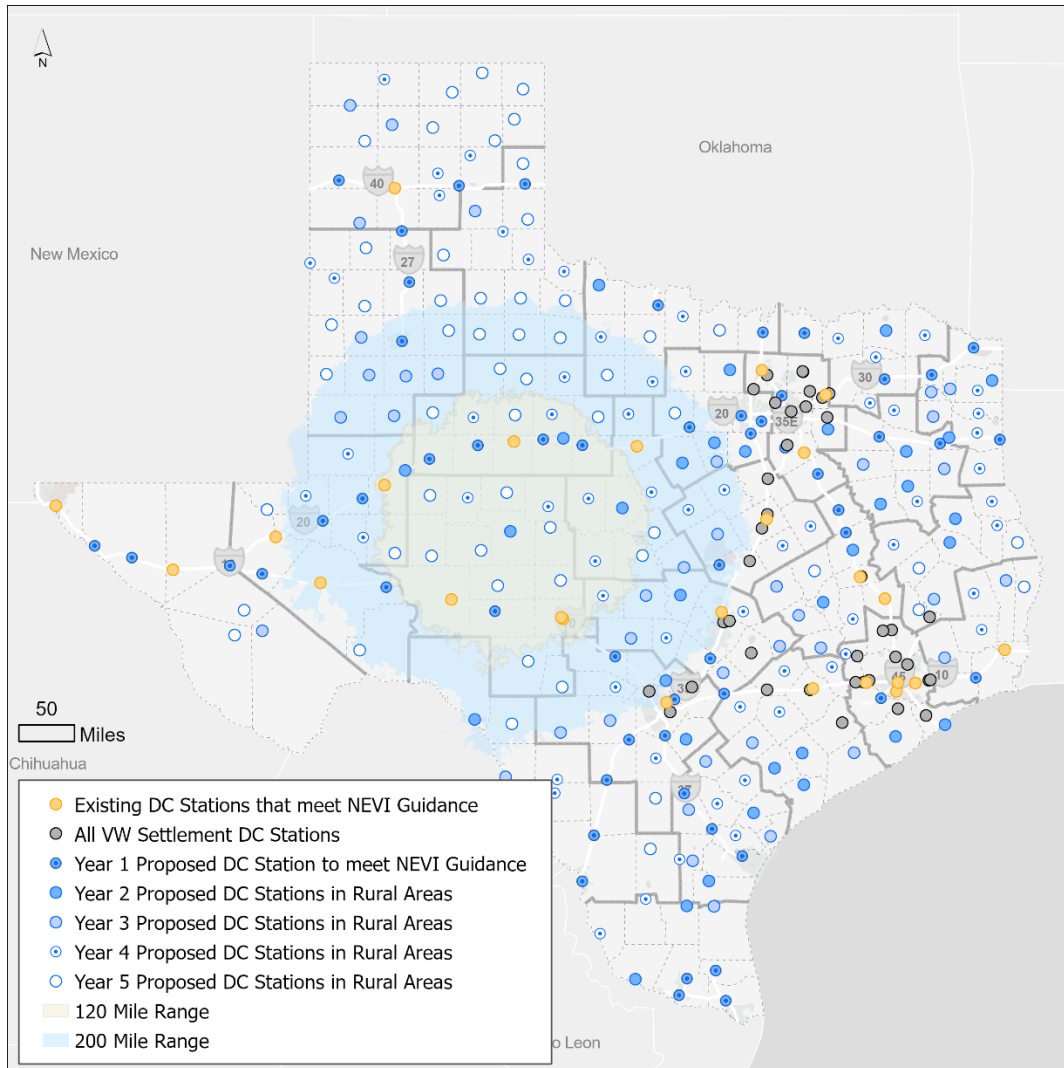 N
Oklahoma
40
New Mexico
27
30
20
35E
20
45
10
37
50
Miles
Chihuahua
Existing DC Stations that meet NEVI Guidance
All VW Settlement DC Stations
Year 1 Proposed DC Station to meet NEVI Guidance
Year 2 Proposed DC Stations in Rural Areas
Year 3 Proposed DC Stations in Rural Areas
Year 4 Proposed DC Stations in Rural Areas
Year 5 Proposed DC Stations in Rural Areas
120 Mile Range
200 Mile Range
o Leon